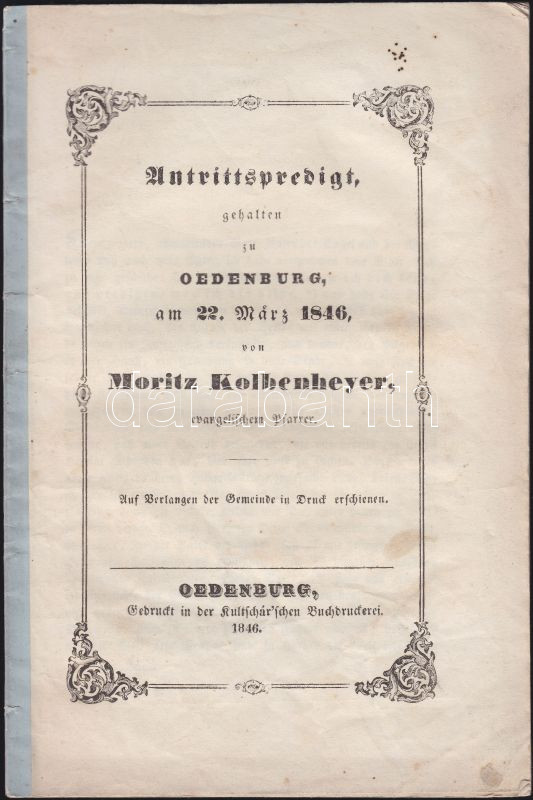 Antrittspredigt,
gehalten
zu
OEDENBURG,
am 22. März 1846,
von
Moritz Kolbenheyer,
darabanth
evangelischem Pfarrer.
Auf Verlangen der Gemeinde in Druck erschienen.
OEDENBURG,
Gedruckt in der Kultschár'schen Buchdruckerei.
1846.